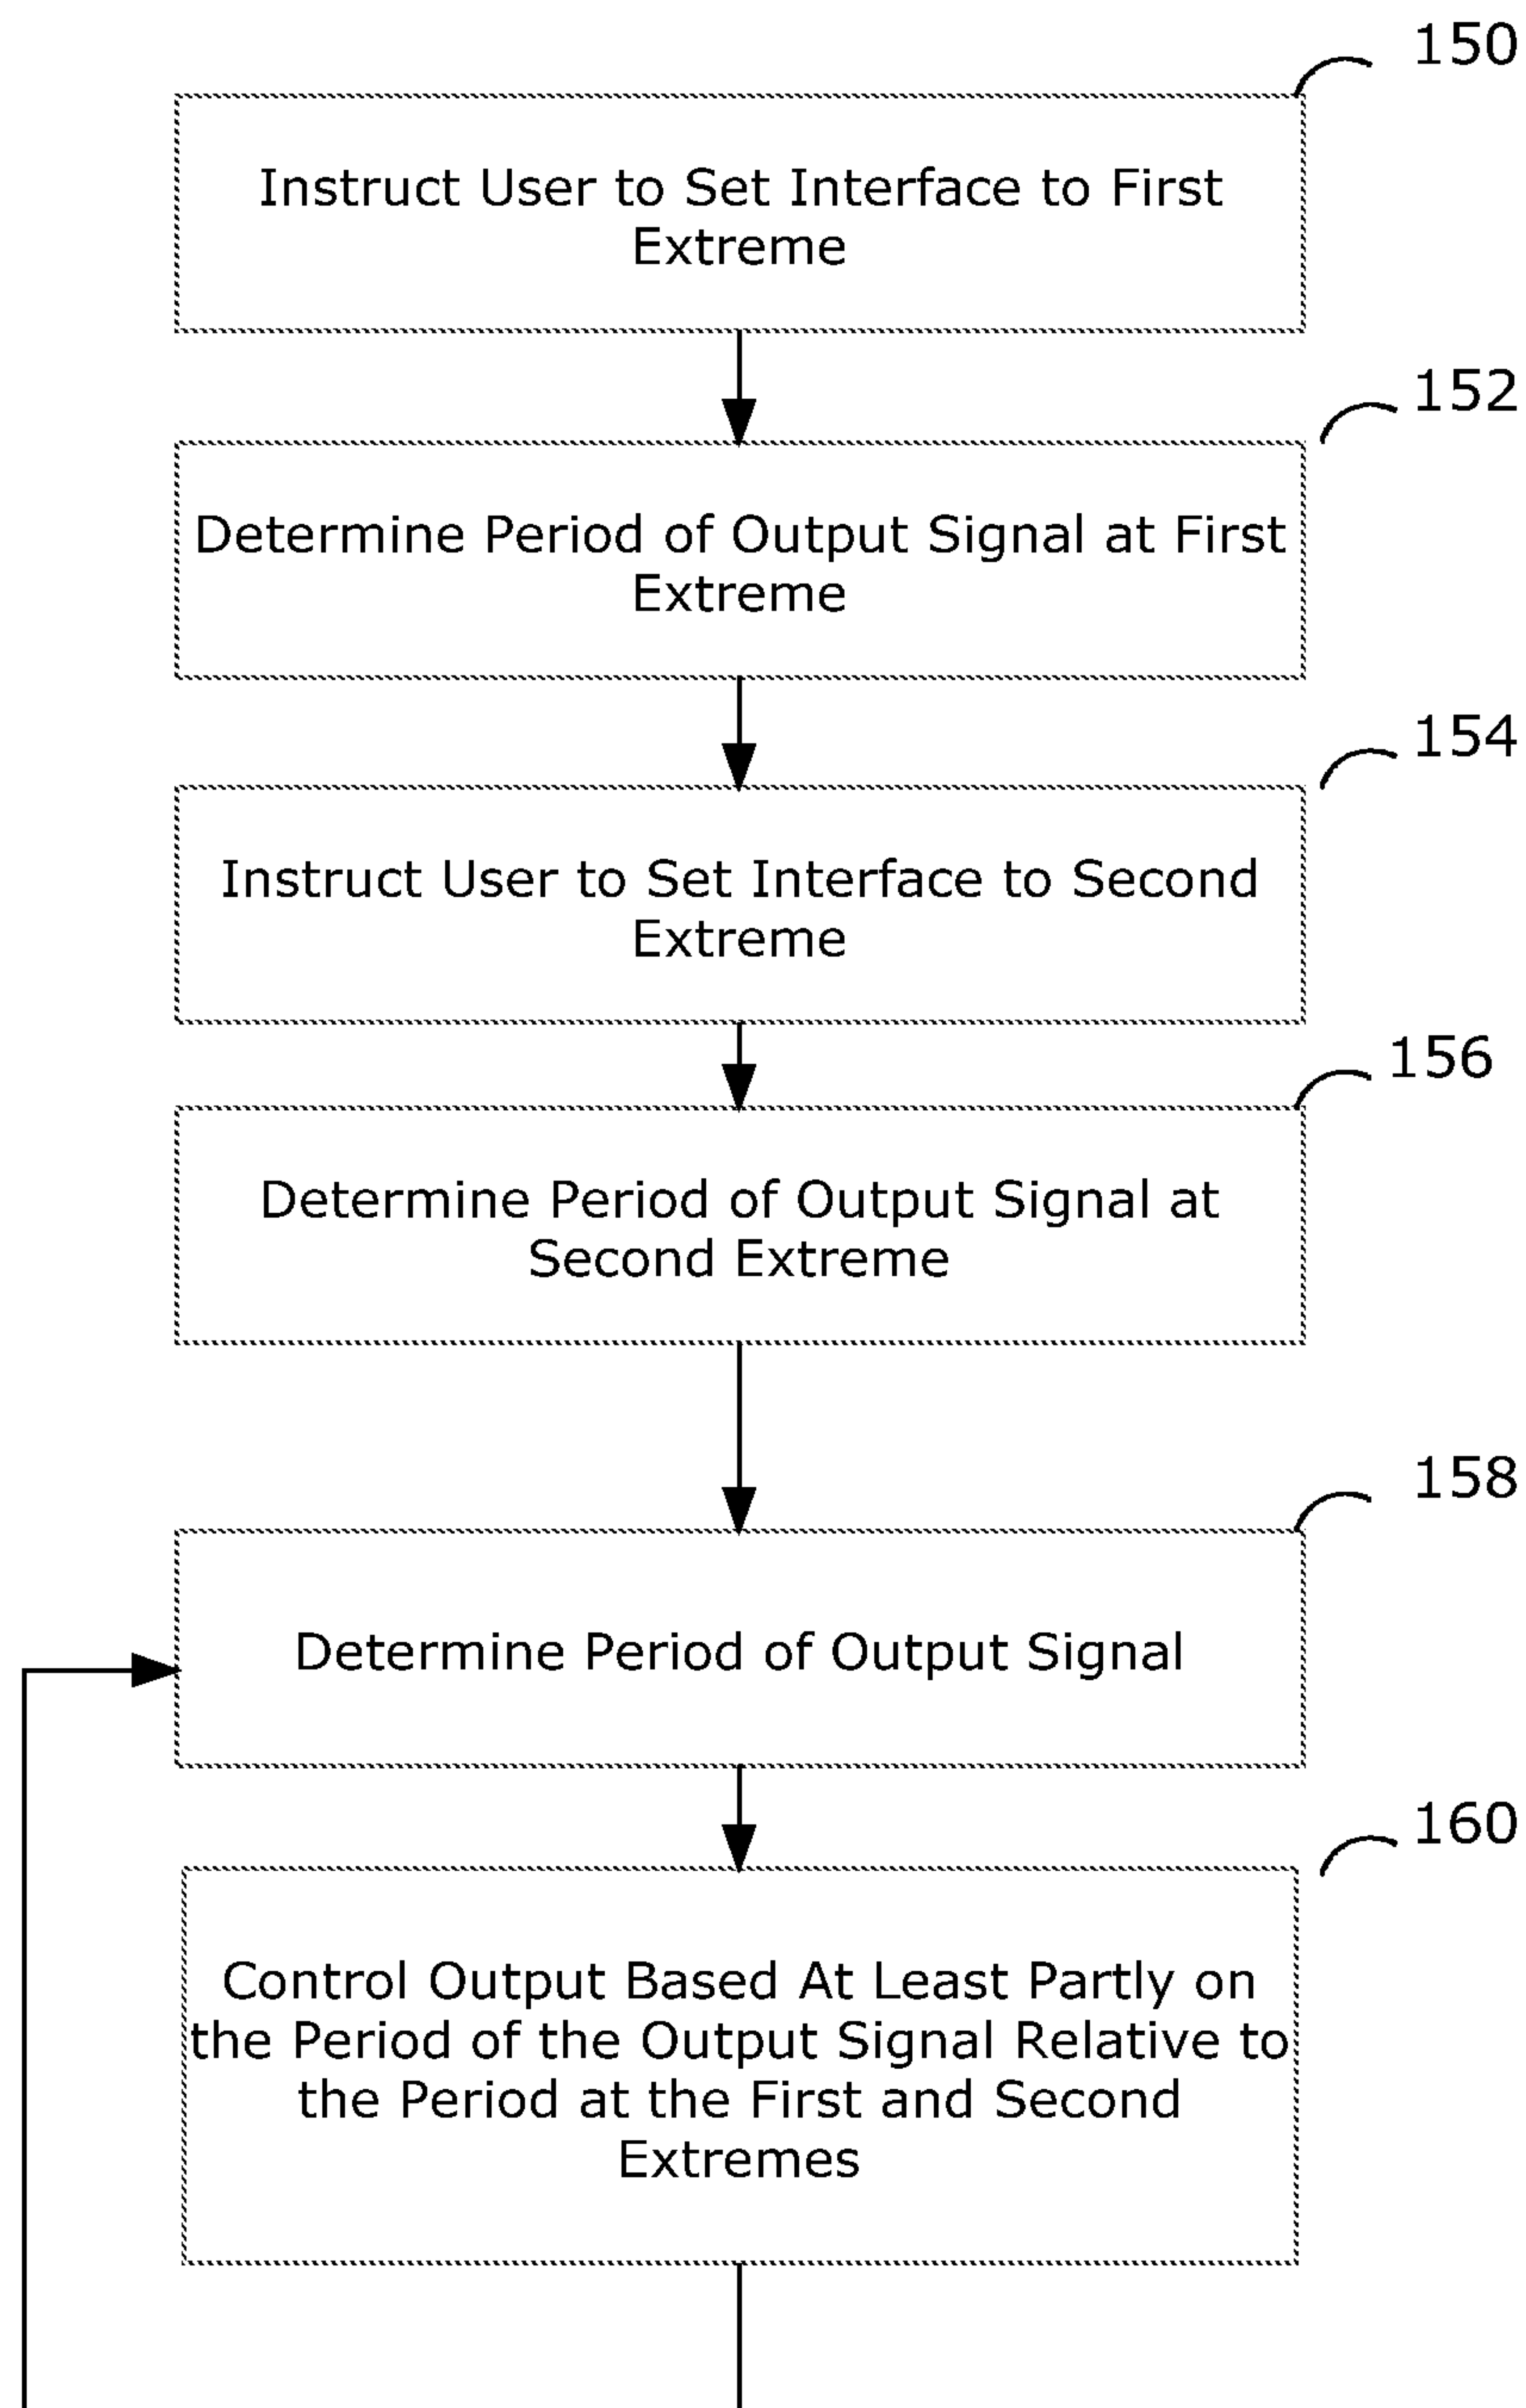 150
Instruct User to Set Interface to First
Extreme
152
Determine Period of Output Signal at First
Extreme
154
Instruct User to Set Interface to Second
Extreme
156
Determine Period of Output Signal at
Second Extreme
158
Determine Period of Output Signal
160
Control Output Based At Least Partly on
the Period of the Output Signal Relative to
the Period at the First and Second
Extremes